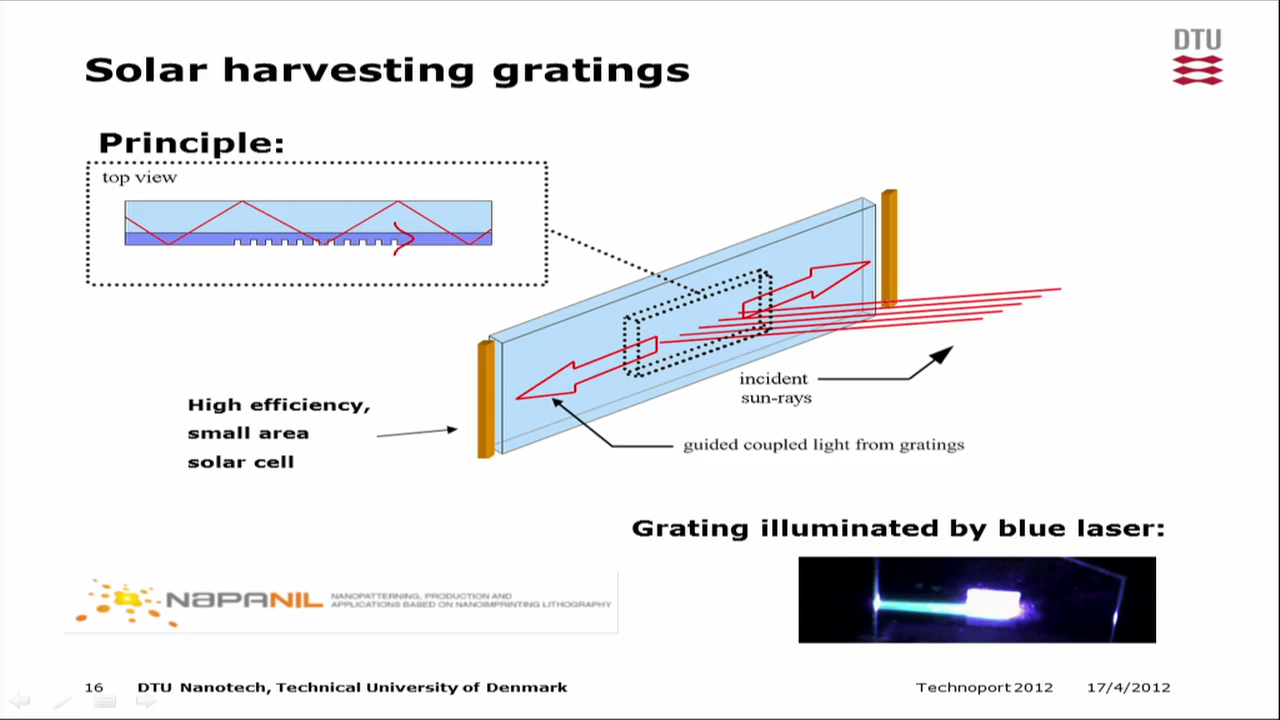 Solar harvesting gratings
DTU
Principle:
top view
incident
sun-rays
High efficiency,
small area
solar cell
guided coupled light from gratings
Grating illuminated by blue laser:
NaPANIL
NANOPATTERNING, PRODUCTION AND
APPLICATIONS BASED ON NANOIMPRINTING LITHOGRAPHY
16 DTU Nanotech, Technical University of Denmark Technoport 2012 17/4/2012